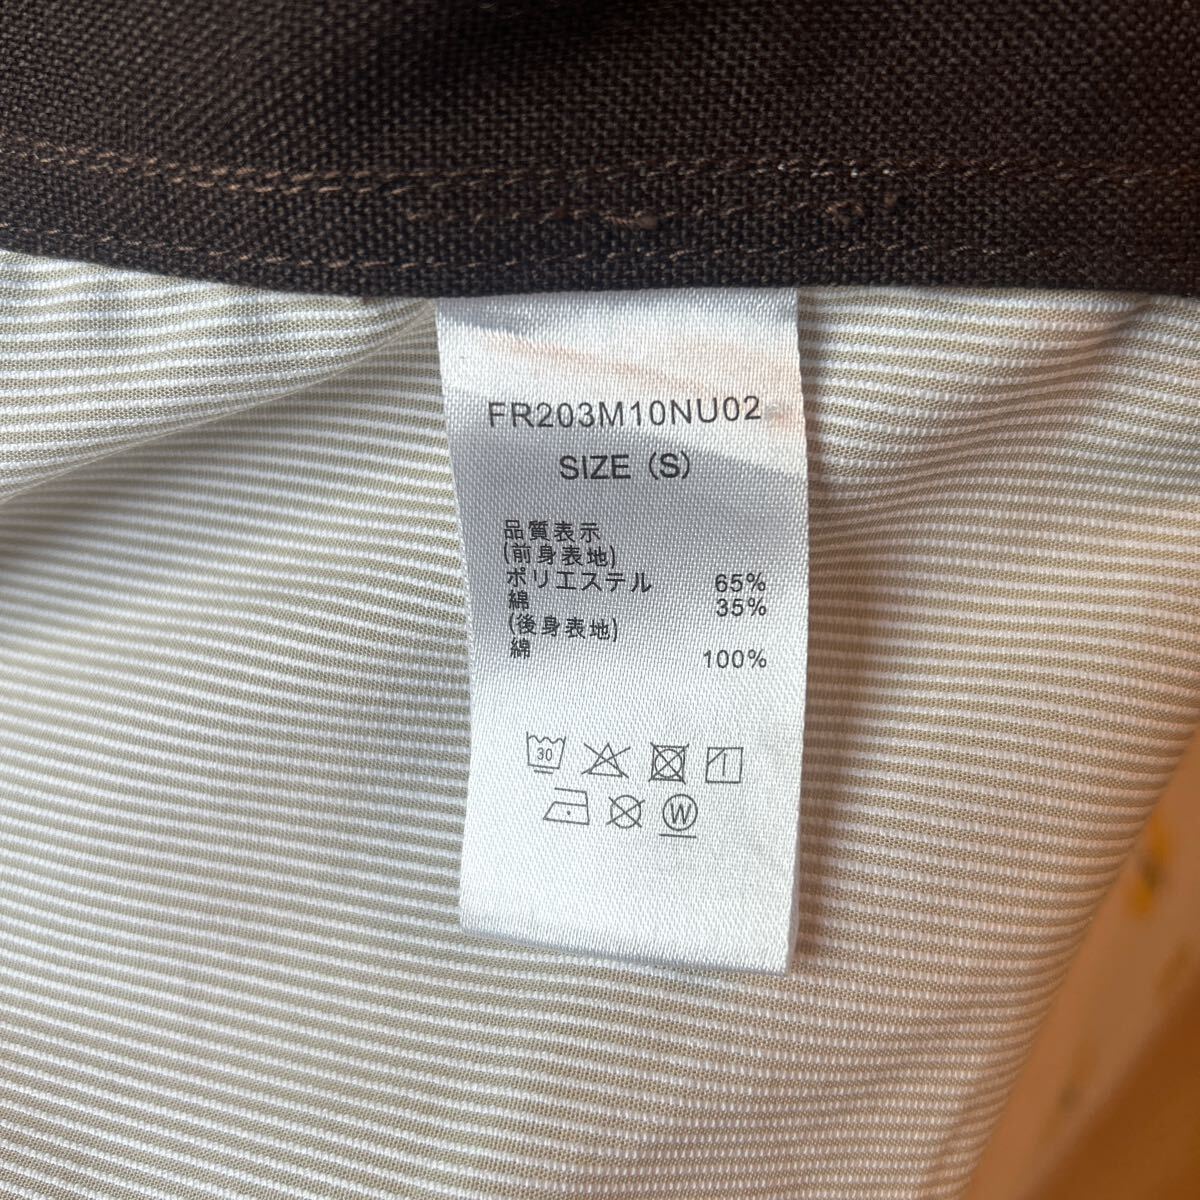 FR203M10NU02
SIZE (S)
品質表示
(前身表地)
ポリエステル 65%
綿 35%
(後身表地)
綿 100%
30
W